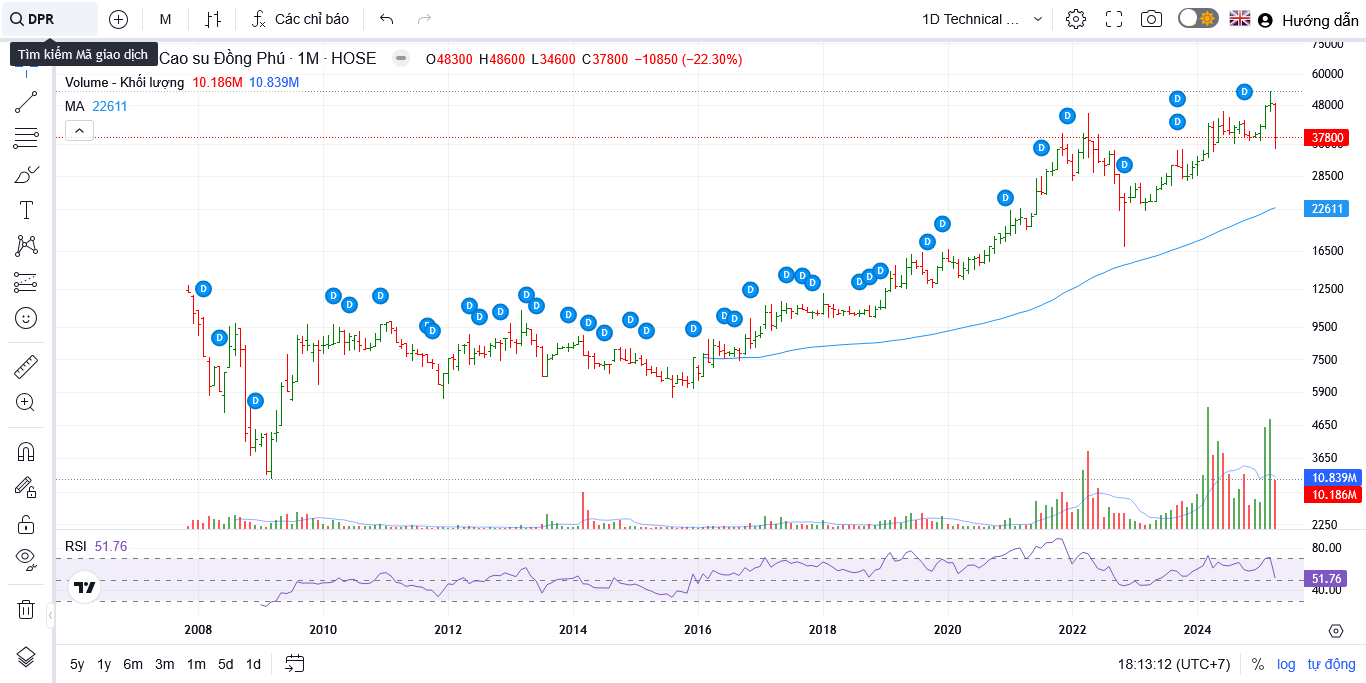 DPR
M
Các chỉ báo
1D Technical ...
Hướng dẫn
Tìm kiếm Mã giao dịch
Cao su Đồng Phú · 1M · HOSE
O48300 H48600 L34600 C37800 −10850 (−22.30%)
Volume - Khối lượng 10.186M 10.839M
MA 22611
75000
60000
48000
37800
28500
22611
16500
12500
9500
7500
5900
4650
3650
10.839M
10.186M
2250
D D D D D D D D D D D D D D D D D D D D D D D D D D D D D D D D D D D D
RSI 51.76
80.00
51.76
40.00
2008 2010 2012 2014 2016 2018 2020 2022 2024
5y 1y 6m 3m 1m 5d 1d
18:13:12 (UTC+7) % log tự động